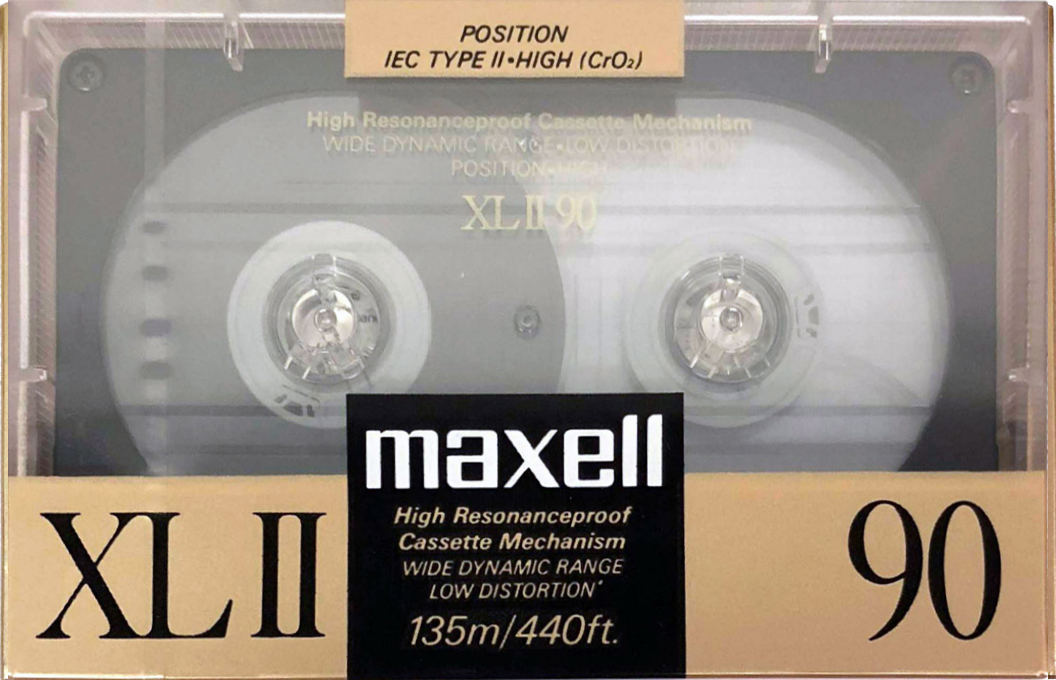 POSITION
IEC TYPE II•HIGH (CrO₂)
High Resonanceproof Cassette Mechanism
WIDE DYNAMIC RANGE•LOW DISTORTION
POSITION•HIGH
XL II 90
maxell
High Resonanceproof
Cassette Mechanism
WIDE DYNAMIC RANGE
LOW DISTORTION*
135m/440ft.
XL II
90